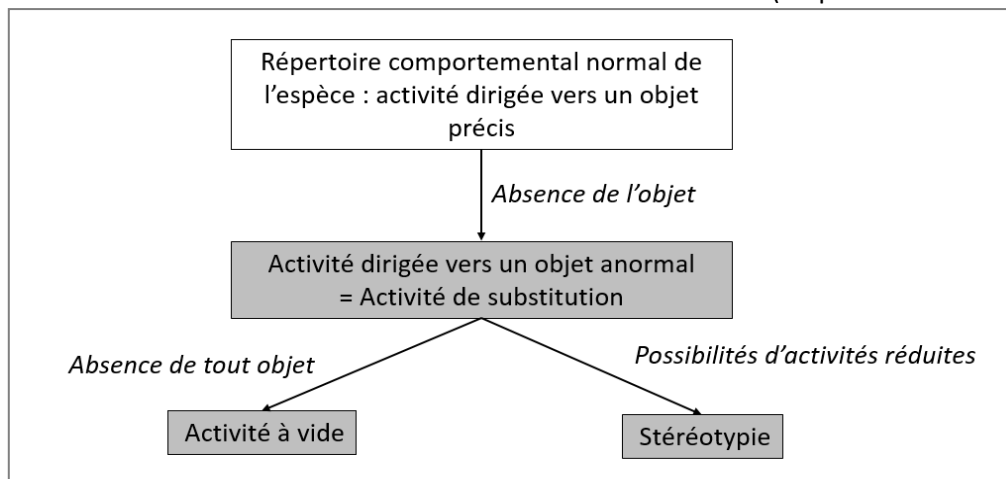 Répertoire comportemental normal de
l’espèce : activité dirigée vers un objet
précis
Absence de l’objet
Activité dirigée vers un objet anormal
= Activité de substitution
Absence de tout objet
Possibilités d’activités réduites
Activité à vide
Stéréotypie